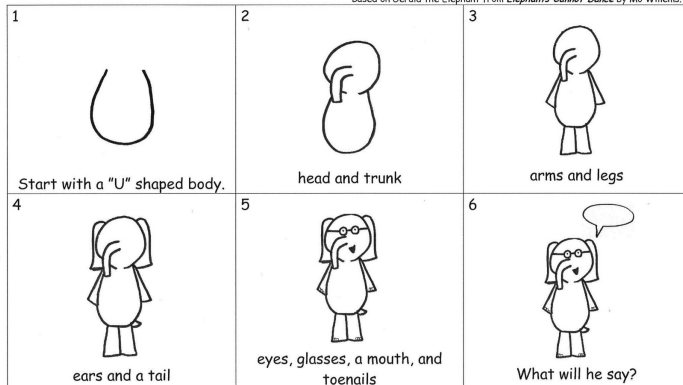 Based on Gerald the Elephant from Elephants Cannot Dance by Mo Willems.
1
Start with a "U" shaped body.
2
head and trunk
3
arms and legs
4
ears and a tail
5
eyes, glasses, a mouth, and
toenails
6
What will he say?